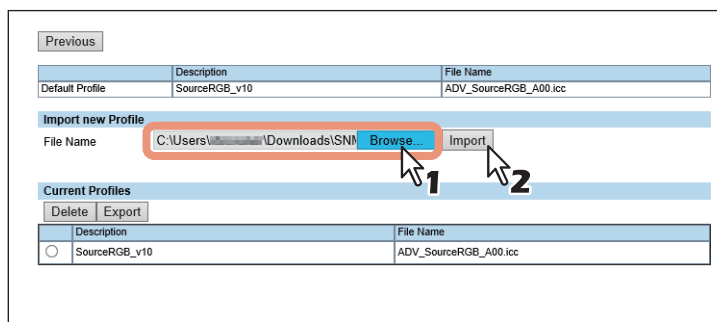 Previous
Description File Name
Default Profile SourceRGB_v10 ADV_SourceRGB_A00.icc
Import new Profile
File Name C:\Users\ \Downloads\SNM Browse... Import
1 2
Current Profiles
Delete Export
Description File Name
SourceRGB_v10 ADV_SourceRGB_A00.icc